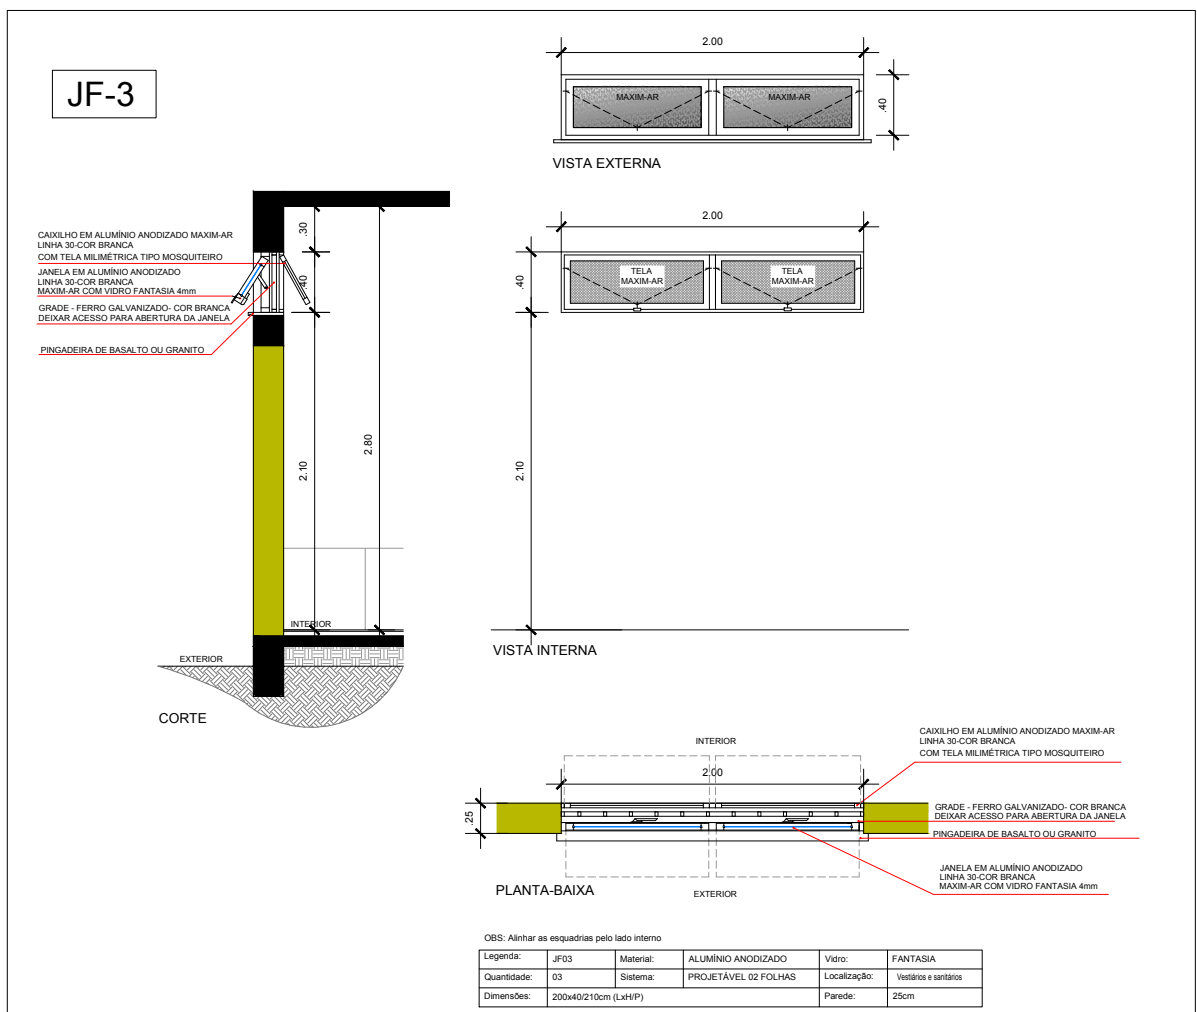 JF-3
2.00
MAXIM-AR
MAXIM-AR
.40
VISTA EXTERNA
CAIXILHO EM ALUMÍNIO ANODIZADO MAXIM-AR
LINHA 30-COR BRANCA
COM TELA MILIMÉTRICA TIPO MOSQUITEIRO
JANELA EM ALUMÍNIO ANODIZADO
LINHA 30-COR BRANCA
MAXIM-AR COM VIDRO FANTASIA 4mm
GRADE - FERRO GALVANIZADO- COR BRANCA
DEIXAR ACESSO PARA ABERTURA DA JANELA
PINGADEIRA DE BASALTO OU GRANITO
.30
.40
2.10
2.80
INTERIOR
EXTERIOR
CORTE
2.00
TELA
MAXIM-AR
TELA
MAXIM-AR
.40
2.10
VISTA INTERNA
INTERIOR
2.00
.25
CAIXILHO EM ALUMÍNIO ANODIZADO MAXIM-AR
LINHA 30-COR BRANCA
COM TELA MILIMÉTRICA TIPO MOSQUITEIRO
GRADE - FERRO GALVANIZADO- COR BRANCA
DEIXAR ACESSO PARA ABERTURA DA JANELA
PINGADEIRA DE BASALTO OU GRANITO
JANELA EM ALUMÍNIO ANODIZADO
LINHA 30-COR BRANCA
MAXIM-AR COM VIDRO FANTASIA 4mm
PLANTA-BAIXA
EXTERIOR
OBS: Alinhar as esquadrias pelo lado interno
Legenda: JF03 Material: ALUMÍNIO ANODIZADO Vidro: FANTASIA
Quantidade: 03 Sistema: PROJETÁVEL 02 FOLHAS Localização: Vestiários e sanitários
Dimensões: 200x40/210cm (LxH/P) Parede: 25cm